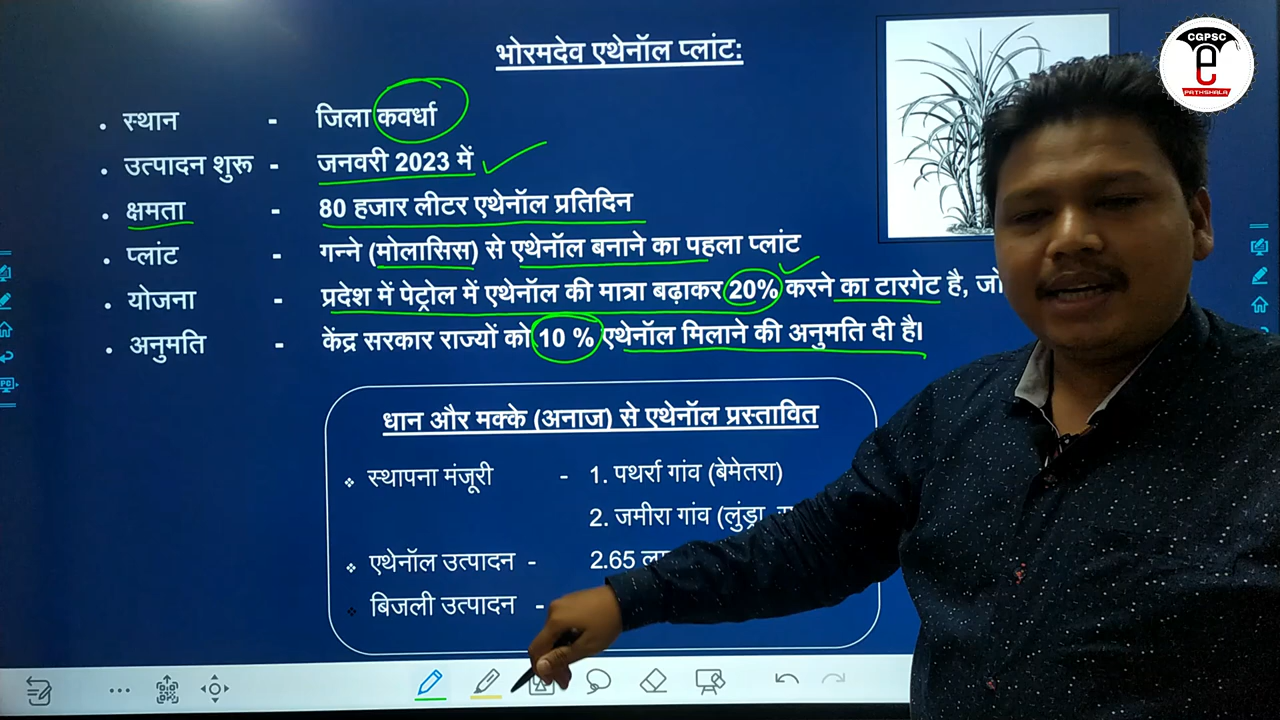 भोरमदेव एथेनॉल प्लांट:
CGPSC
e
PATHSHALA
. स्थान - जिला कवर्धा
. उत्पादन शुरू - जनवरी 2023 में
. क्षमता - 80 हजार लीटर एथेनॉल प्रतिदिन
. प्लांट - गन्ने (मोलासिस) से एथेनॉल बनाने का पहला प्लांट
. योजना - प्रदेश में पेट्रोल में एथेनॉल की मात्रा बढ़ाकर 20% करने का टारगेट है, जो
. अनुमति - केंद्र सरकार राज्यों को 10 % एथेनॉल मिलाने की अनुमति दी है।
धान और मक्के (अनाज) से एथेनॉल प्रस्तावित
स्थापना मंजूरी - 1. पथर्रा गांव (बेमेतरा)
2. जमीरा गांव (लुंड्रा,
एथेनॉल उत्पादन - 2.65
बिजली उत्पादन -
PC